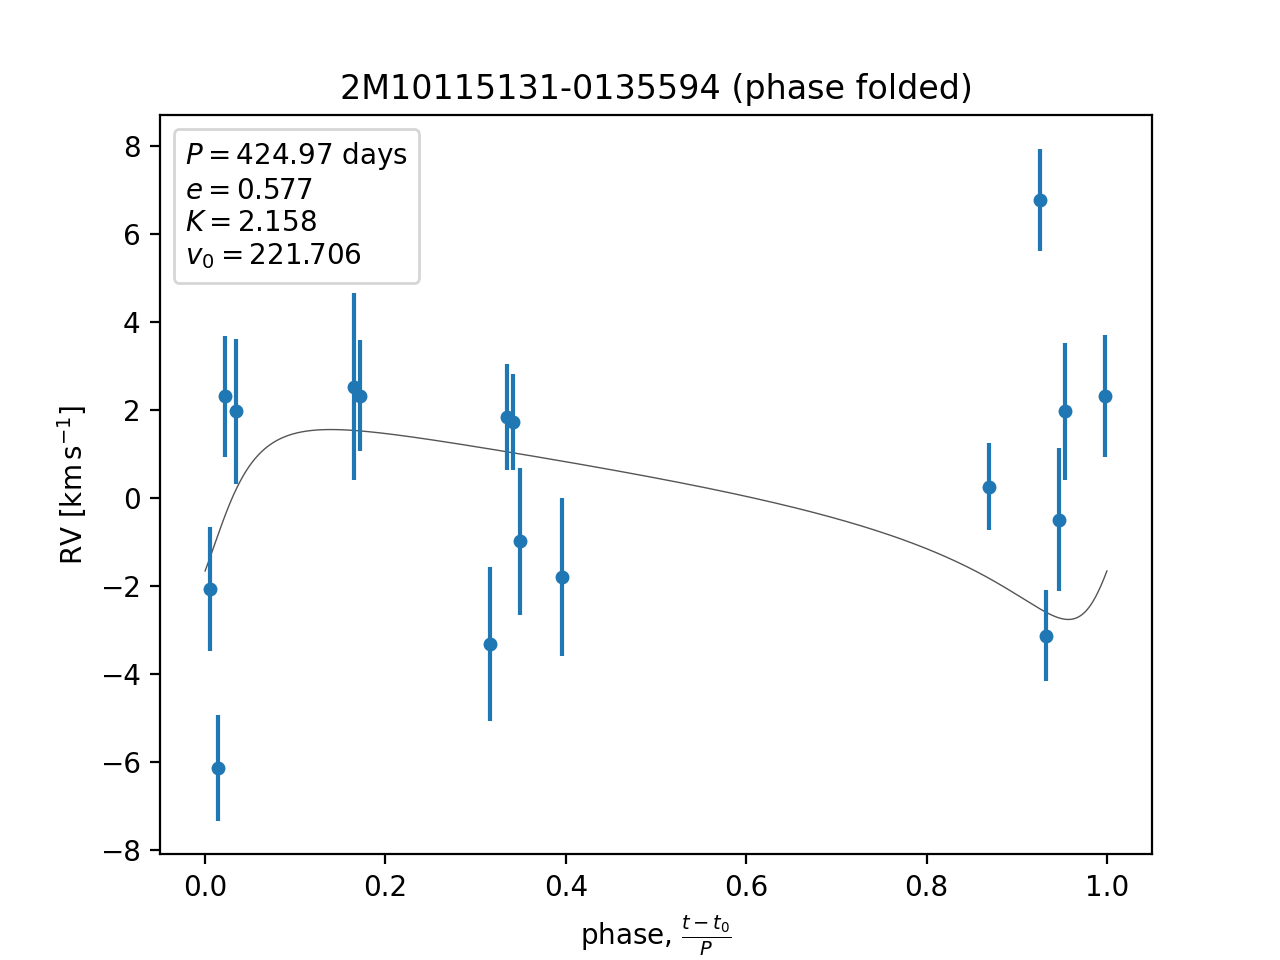 2M10115131-0135594 (phase folded)
P = 424.97 days
e = 0.577
K = 2.158
v₀ = 221.706
8
6
4
2
0
−2
−4
−6
−8
RV [km s⁻¹]
0.0 0.2 0.4 0.6 0.8 1.0
phase, (t − t₀)/P